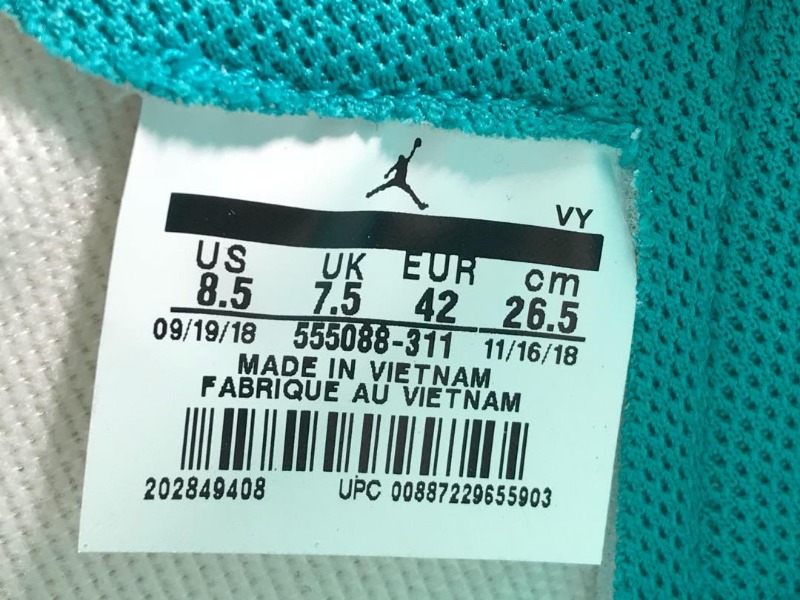 VY
US UK EUR cm
8.5 7.5 42 26.5
09/19/18 555088-311 11/16/18
MADE IN VIETNAM
FABRIQUE AU VIETNAM
202849408 UPC 00887229655903